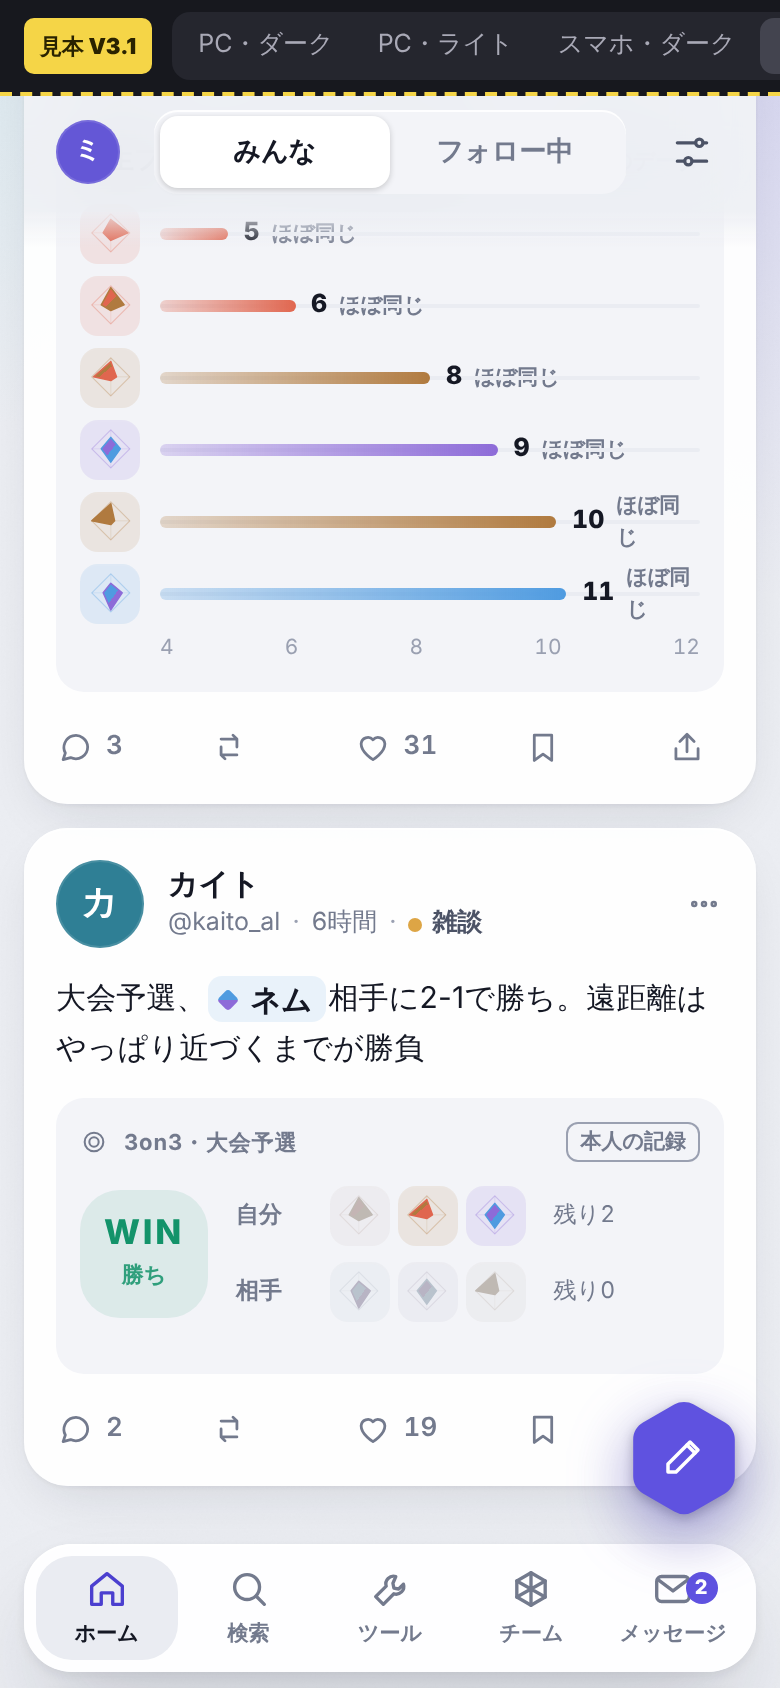 見本 V3.1 PC・ダーク PC・ライト スマホ・ダーク
ミ みんな フォロー中
5 ほぼ同じ
6 ほぼ同じ
8 ほぼ同じ
9 ほぼ同じ
10 ほぼ同
じ
11 ほぼ同
じ
4 6 8 10 12
3 31
カ カイト
@kaito_al · 6時間 · 雑談
大会予選、 ネム 相手に2-1で勝ち。遠距離は
やっぱり近づくまでが勝負
3on3・大会予選 本人の記録
WIN
勝ち
自分 残り2
相手 残り0
2 19
2
ホーム 検索 ツール チーム メッセージ